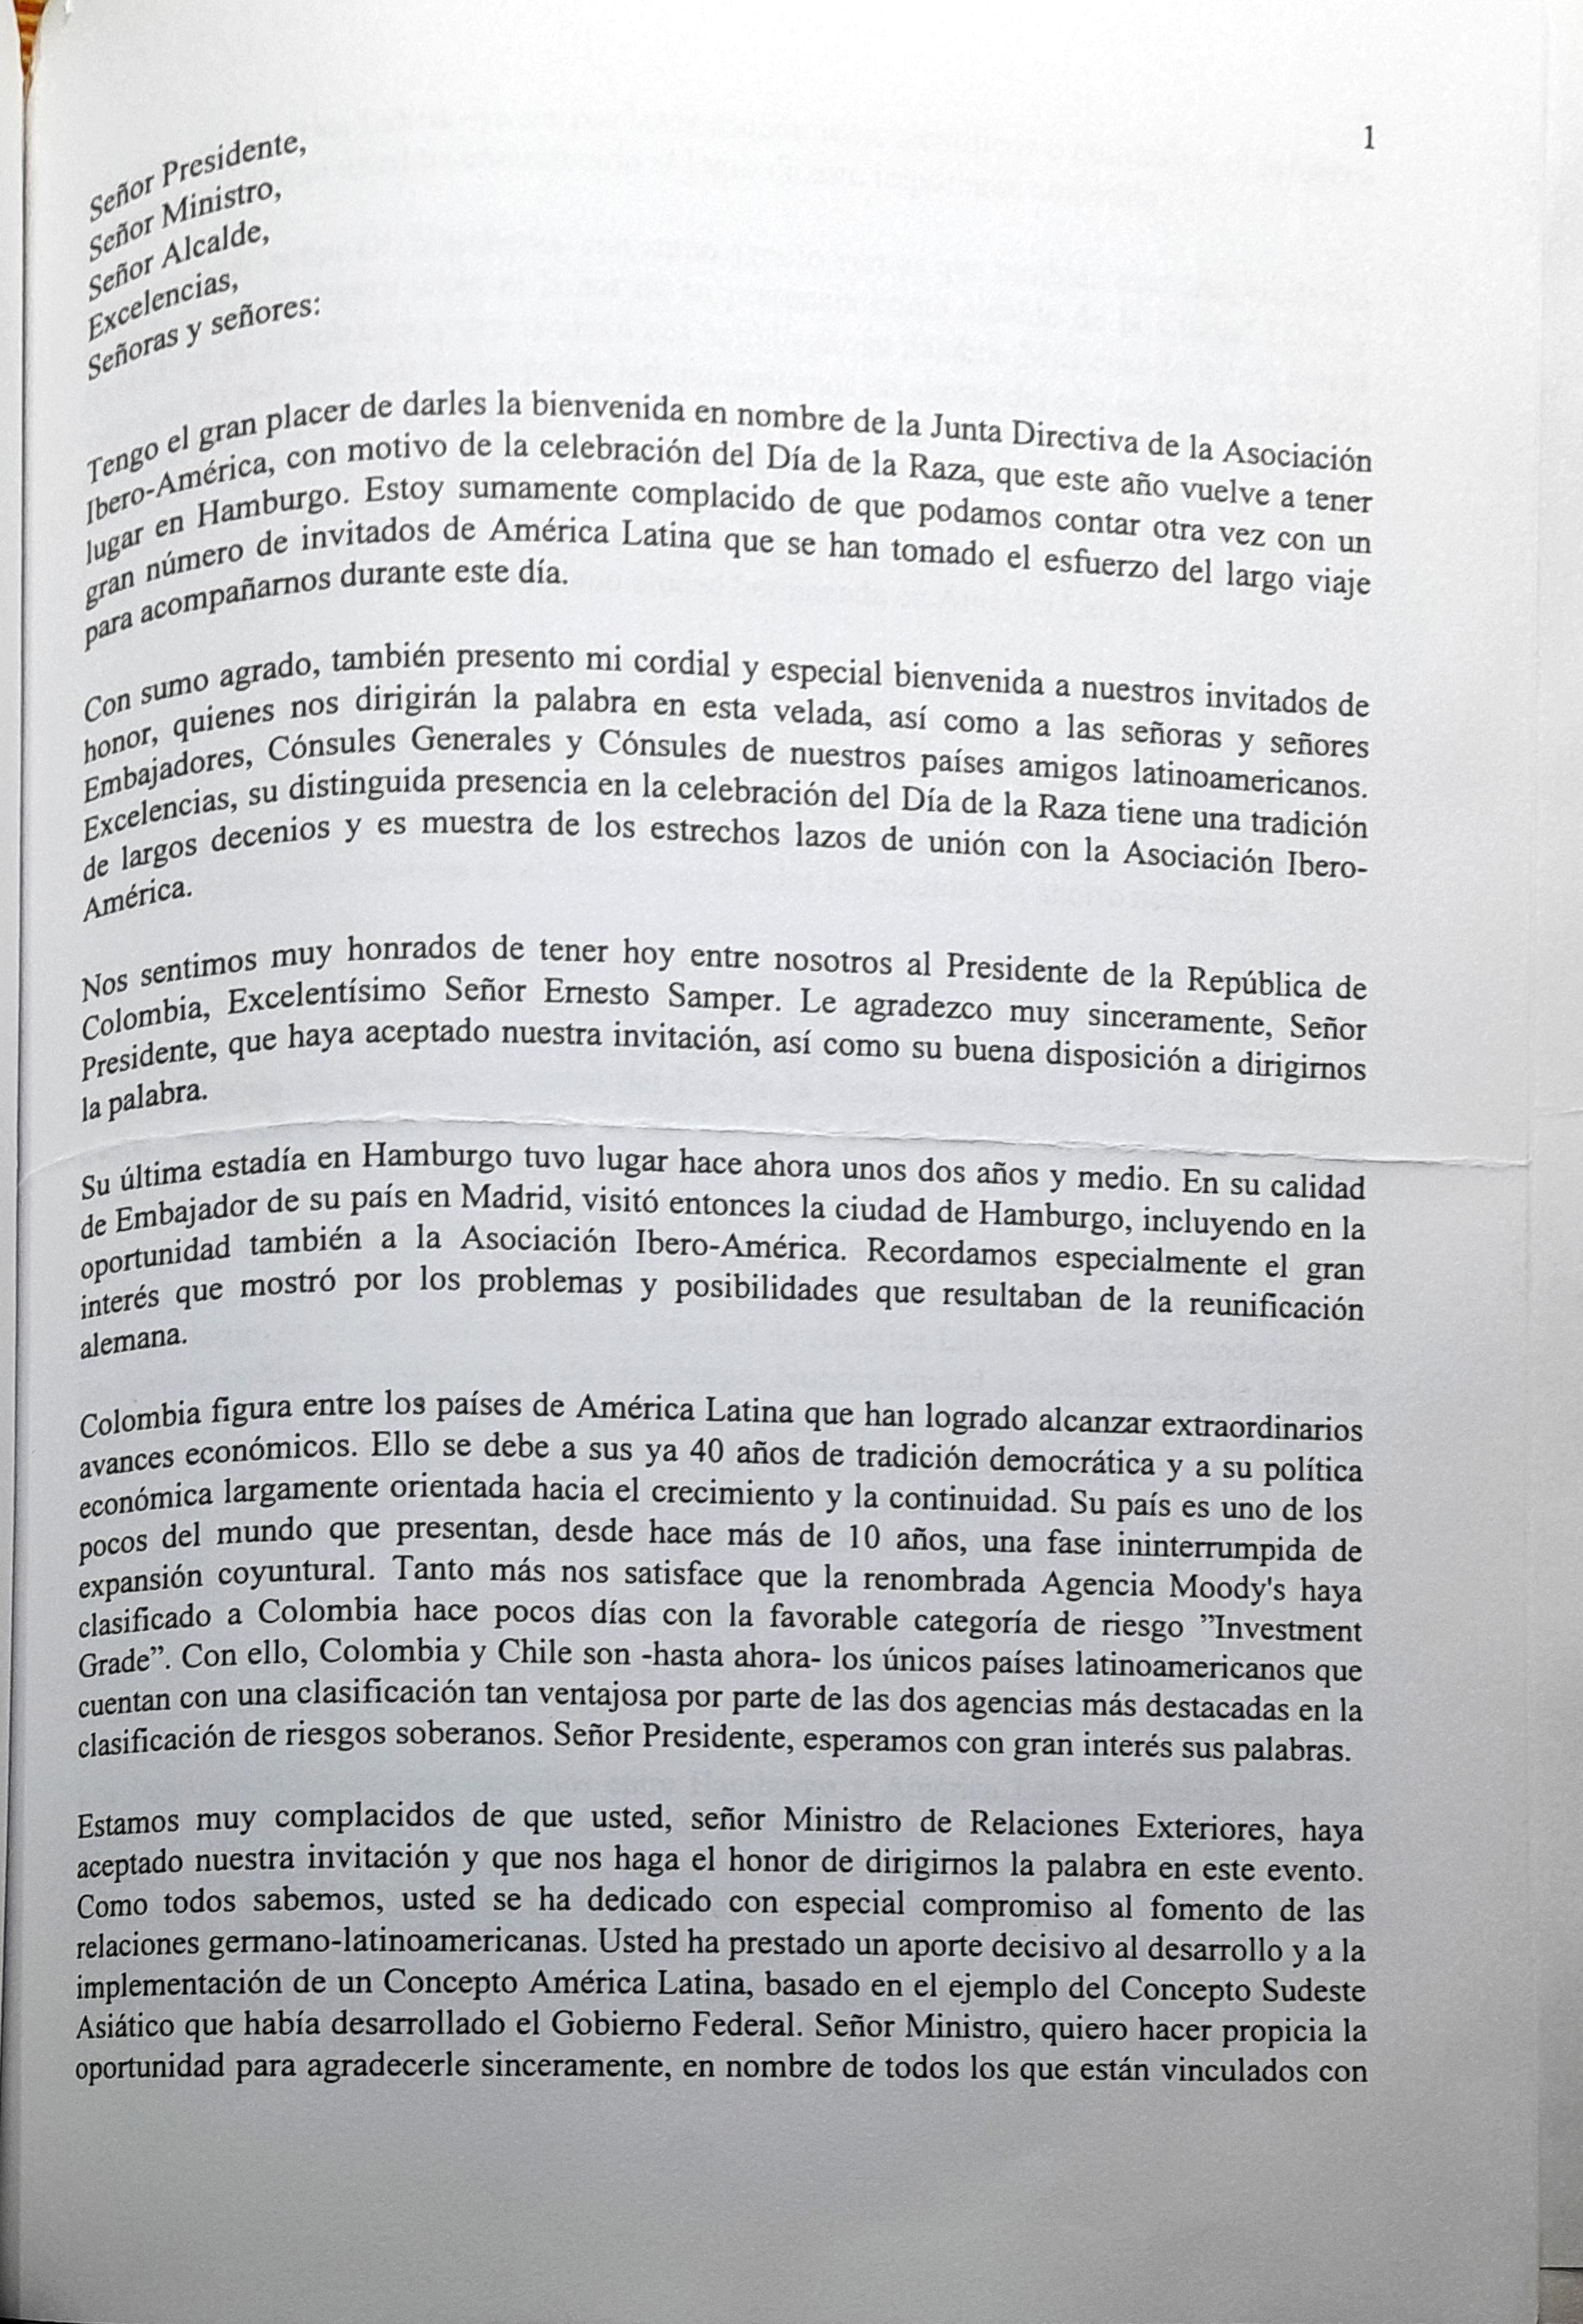 1
Señor Presidente,
Señor Ministro,
Señor Alcalde,
Excelencias,
Señoras y señores:
Tengo el gran placer de darles la bienvenida en nombre de la Junta Directiva de la Asociación
Ibero-América, con motivo de la celebración del Día de la Raza, que este año vuelve a tener
lugar en Hamburgo. Estoy sumamente complacido de que podamos contar otra vez con un
gran número de invitados de América Latina que se han tomado el esfuerzo del largo viaje
para acompañarnos durante este día.
Con sumo agrado, también presento mi cordial y especial bienvenida a nuestros invitados de
honor, quienes nos dirigirán la palabra en esta velada, así como a las señoras y señores
Embajadores, Cónsules Generales y Cónsules de nuestros países amigos latinoamericanos.
Excelencias, su distinguida presencia en la celebración del Día de la Raza tiene una tradición
de largos decenios y es muestra de los estrechos lazos de unión con la Asociación Ibero-
América.
Nos sentimos muy honrados de tener hoy entre nosotros al Presidente de la República de
Colombia, Excelentísimo Señor Ernesto Samper. Le agradezco muy sinceramente, Señor
Presidente, que haya aceptado nuestra invitación, así como su buena disposición a dirigirnos
la palabra.
Su última estadía en Hamburgo tuvo lugar hace ahora unos dos años y medio. En su calidad
de Embajador de su país en Madrid, visitó entonces la ciudad de Hamburgo, incluyendo en la
oportunidad también a la Asociación Ibero-América. Recordamos especialmente el gran
interés que mostró por los problemas y posibilidades que resultaban de la reunificación
alemana.
Colombia figura entre los países de América Latina que han logrado alcanzar extraordinarios
avances económicos. Ello se debe a sus ya 40 años de tradición democrática y a su política
económica largamente orientada hacia el crecimiento y la continuidad. Su país es uno de los
pocos del mundo que presentan, desde hace más de 10 años, una fase ininterrumpida de
expansión coyuntural. Tanto más nos satisface que la renombrada Agencia Moody's haya
clasificado a Colombia hace pocos días con la favorable categoría de riesgo ”Investment
Grade”. Con ello, Colombia y Chile son -hasta ahora- los únicos países latinoamericanos que
cuentan con una clasificación tan ventajosa por parte de las dos agencias más destacadas en la
clasificación de riesgos soberanos. Señor Presidente, esperamos con gran interés sus palabras.
Estamos muy complacidos de que usted, señor Ministro de Relaciones Exteriores, haya
aceptado nuestra invitación y que nos haga el honor de dirigirnos la palabra en este evento.
Como todos sabemos, usted se ha dedicado con especial compromiso al fomento de las
relaciones germano-latinoamericanas. Usted ha prestado un aporte decisivo al desarrollo y a la
implementación de un Concepto América Latina, basado en el ejemplo del Concepto Sudeste
Asiático que había desarrollado el Gobierno Federal. Señor Ministro, quiero hacer propicia la
oportunidad para agradecerle sinceramente, en nombre de todos los que están vinculados con